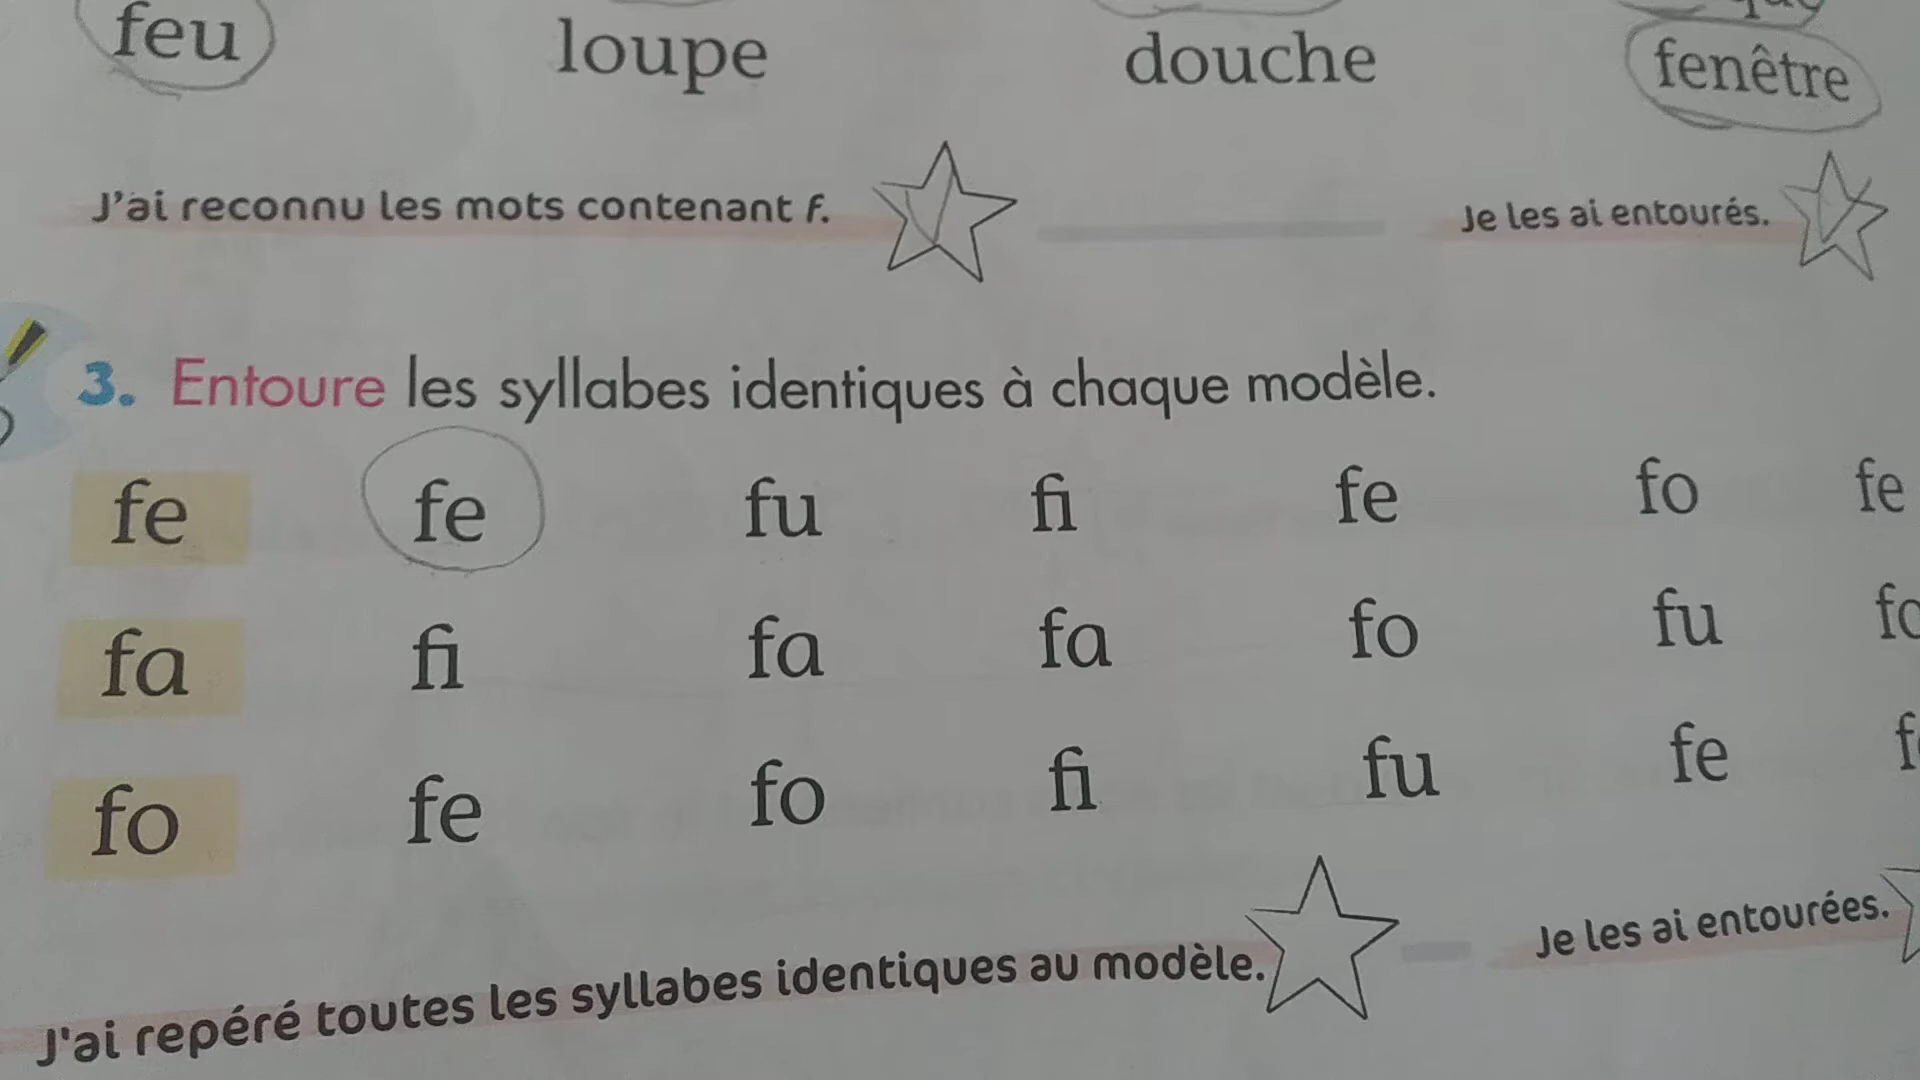 feu loupe douche fenêtre
J'ai reconnu les mots contenant f. Je les ai entourés.
3. Entoure les syllabes identiques à chaque modèle.
fe fe fu fi fe fo fe
fa fi fa fa fo fu
fo fe fo fi fu fe
J'ai repéré toutes les syllabes identiques au modèle. Je les ai entourées.